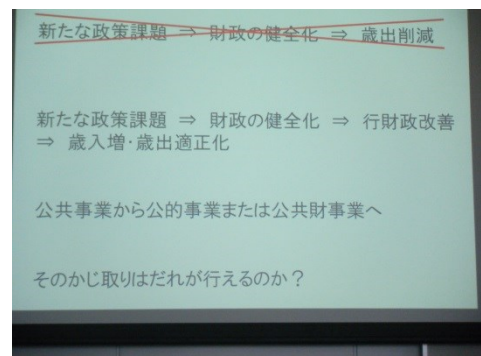 新たな政策課題 ⇒ 財政の健全化 ⇒ 歳出削減
新たな政策課題 ⇒ 財政の健全化 ⇒ 行財政改善
⇒ 歳入増･歳出適正化
公共事業から公的事業または公共財事業へ
そのかじ取りはだれが行えるのか？